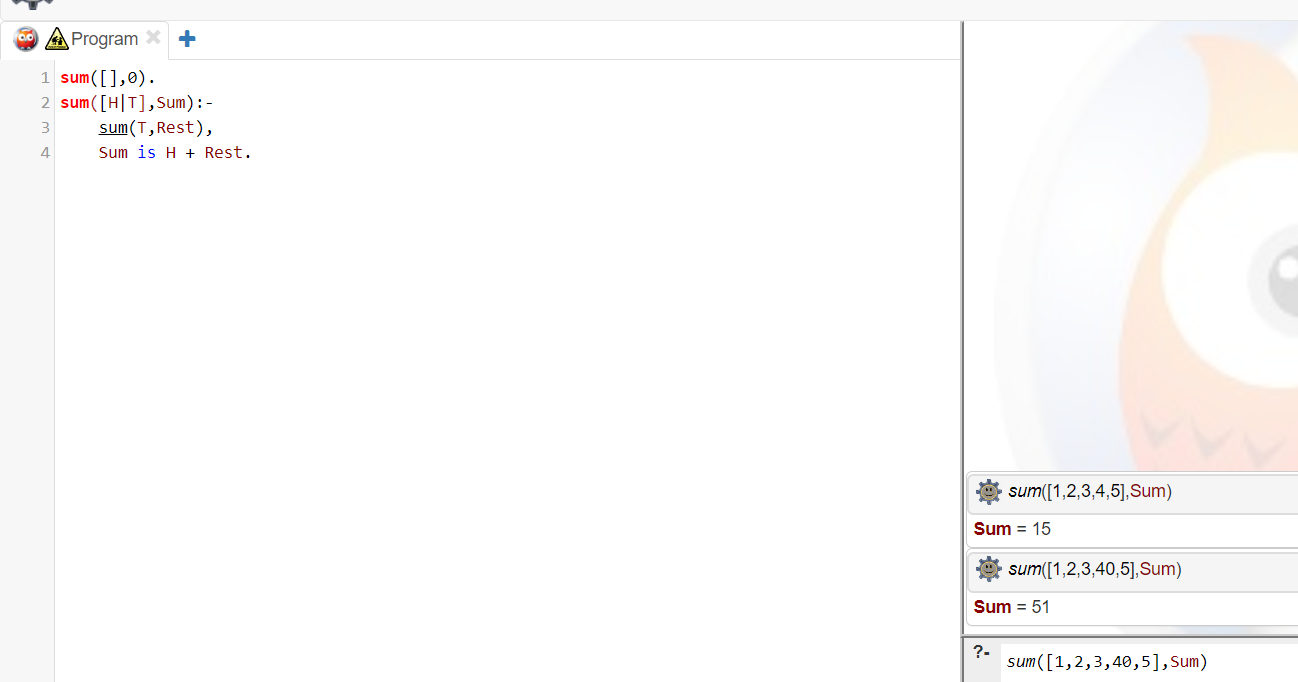 Program
1 sum([],0).
2 sum([H|T],Sum):-
3 sum(T,Rest),
4 Sum is H + Rest.
sum([1,2,3,4,5],Sum)
Sum = 15
sum([1,2,3,40,5],Sum)
Sum = 51
?- sum([1,2,3,40,5],Sum)